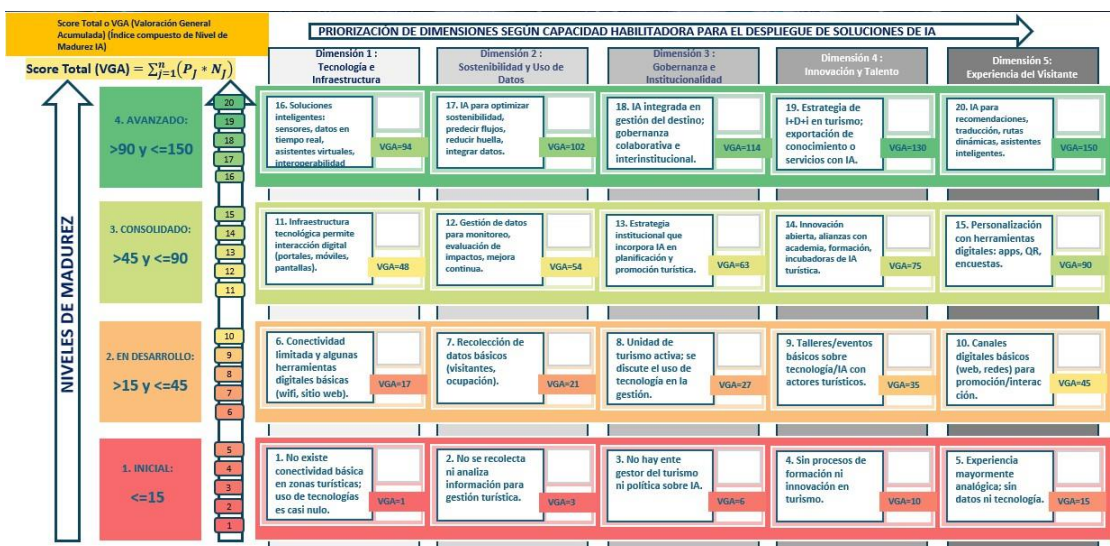 Score Total o VGA (Valoración General
Acumulada) (Índice compuesto de Nivel de
Madurez IA)
Score Total (VGA) = ∑ⁿⱼ₌₁(Pⱼ * Nⱼ)
PRIORIZACIÓN DE DIMENSIONES SEGÚN CAPACIDAD HABILITADORA PARA EL DESPLIEGUE DE SOLUCIONES DE IA
Dimensión 1 :
Tecnología e
Infraestructura
Dimensión 2 :
Sostenibilidad y Uso de
Datos
Dimensión 3 :
Gobernanza e
Institucionalidad
Dimensión 4 :
Innovación y Talento
Dimensión 5:
Experiencia del Visitante
NIVELES DE MADUREZ
4. AVANZADO:
>90 y <=150
20
19
18
17
16
16. Soluciones
inteligentes:
sensores, datos en
tiempo real,
asistentes virtuales,
interoperabilidad
VGA=94
17. IA para optimizar
sostenibilidad,
predecir flujos,
reducir huella,
integrar datos.
VGA=102
18. IA integrada en
gestión del destino;
gobernanza
colaborativa e
interinstitucional.
VGA=114
19. Estrategia de
I+D+i en turismo;
exportación de
conocimiento o
servicios con IA.
VGA=130
20. IA para
recomendaciones,
traducción, rutas
dinámicas, asistentes
inteligentes.
VGA=150
3. CONSOLIDADO:
>45 y <=90
15
14
13
12
11
11. Infraestructura
tecnológica permite
interacción digital
(portales, móviles,
pantallas).
VGA=48
12. Gestión de datos
para monitoreo,
evaluación de
impactos, mejora
continua.
VGA=54
13. Estrategia
institucional que
incorpora IA en
planificación y
promoción turística.
VGA=63
14. Innovación
abierta, alianzas con
academia, formación,
incubadoras de IA
turística.
VGA=75
15. Personalización
con herramientas
digitales: apps, QR,
encuestas.
VGA=90
2. EN DESARROLLO:
>15 y <=45
10
9
8
7
6
6. Conectividad
limitada y algunas
herramientas
digitales básicas
(wifi, sitio web).
VGA=17
7. Recolección de
datos básicos
(visitantes,
ocupación).
VGA=21
8. Unidad de
turismo activa; se
discute el uso de
tecnología en la
gestión.
VGA=27
9. Talleres/eventos
básicos sobre
tecnología/IA con
actores turísticos.
VGA=35
10. Canales
digitales básicos
(web, redes) para
promoción/interac
ción.
VGA=45
1. INICIAL:
<=15
5
4
3
2
1
1. No existe
conectividad básica
en zonas turísticas;
uso de tecnologías
es casi nulo.
VGA=1
2. No se recolecta
ni analiza
información para
gestión turística.
VGA=3
3. No hay ente
gestor del turismo
ni política sobre IA.
VGA=6
4. Sin procesos de
formación ni
innovación en
turismo.
VGA=10
5. Experiencia
mayormente
analógica; sin
datos ni tecnología.
VGA=15